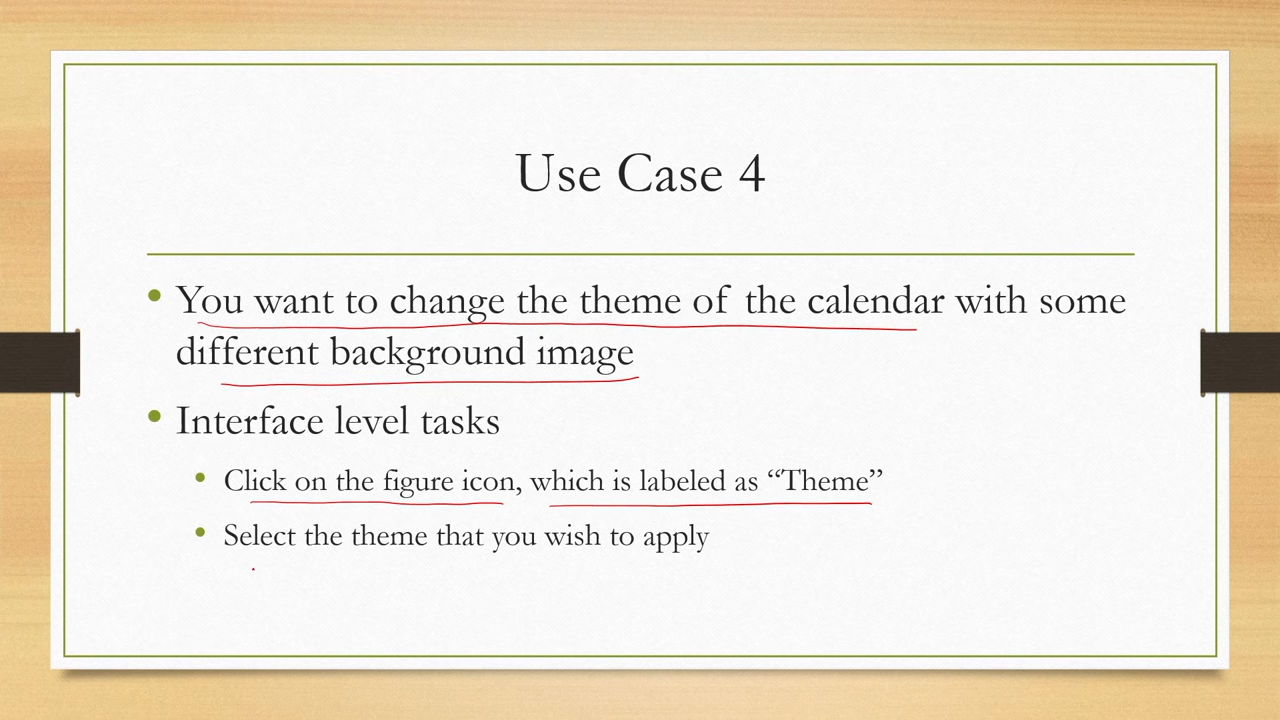 Use Case 4
• You want to change the theme of the calendar with some
different background image
• Interface level tasks
• Click on the figure icon, which is labeled as “Theme”
• Select the theme that you wish to apply